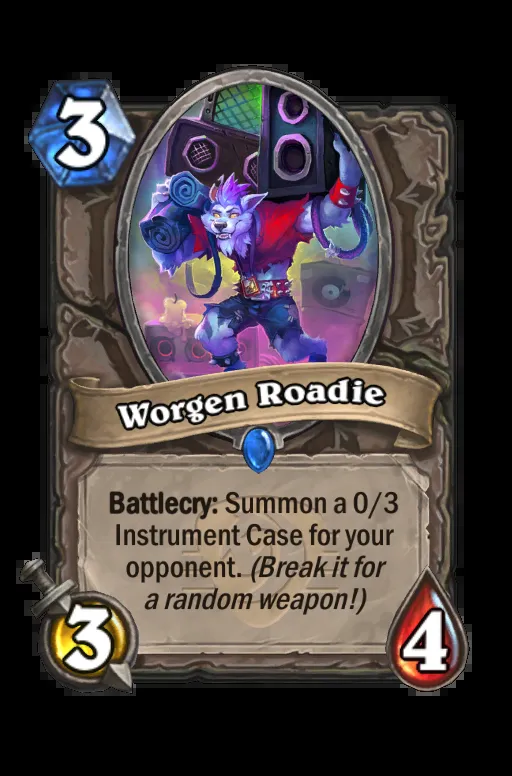 3
Worgen Roadie
Battlecry: Summon a 0/3
Instrument Case for your
opponent. (Break it for
a random weapon!)
3
4